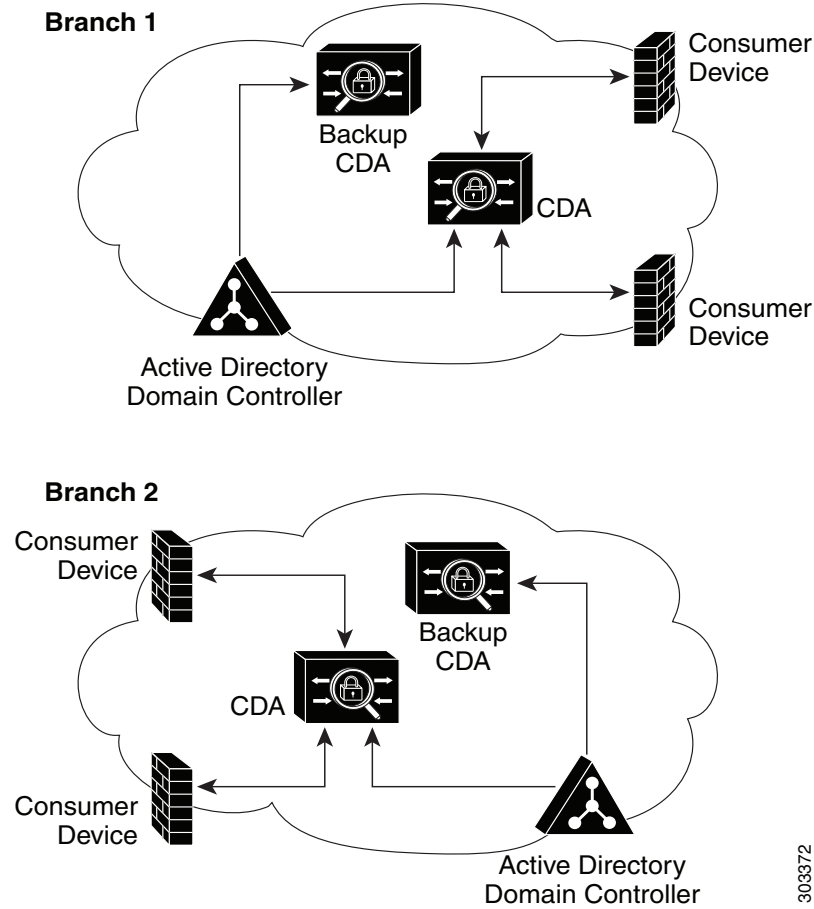 Branch 1
Consumer
Device
Backup
CDA
CDA
Consumer
Device
Active Directory
Domain Controller
Branch 2
Consumer
Device
Backup
CDA
CDA
Consumer
Device
Active Directory
Domain Controller
303372